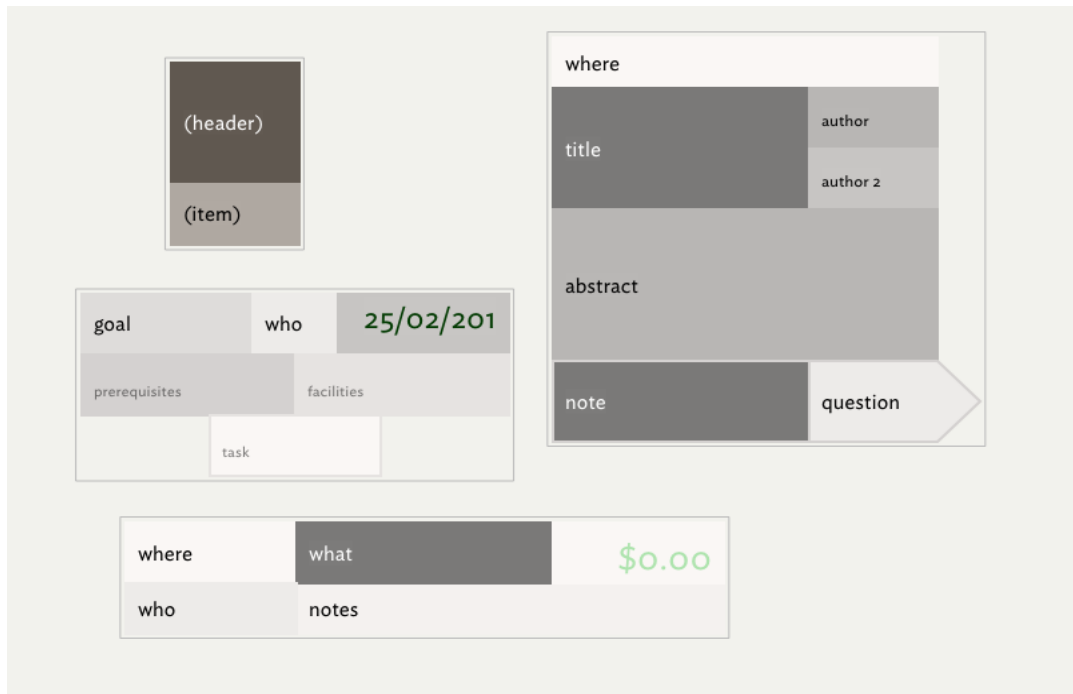 (header)
(item)
where
title
author
author 2
abstract
note
question
goal
who
25/02/201
prerequisites
facilities
task
where
what
$0.00
who
notes